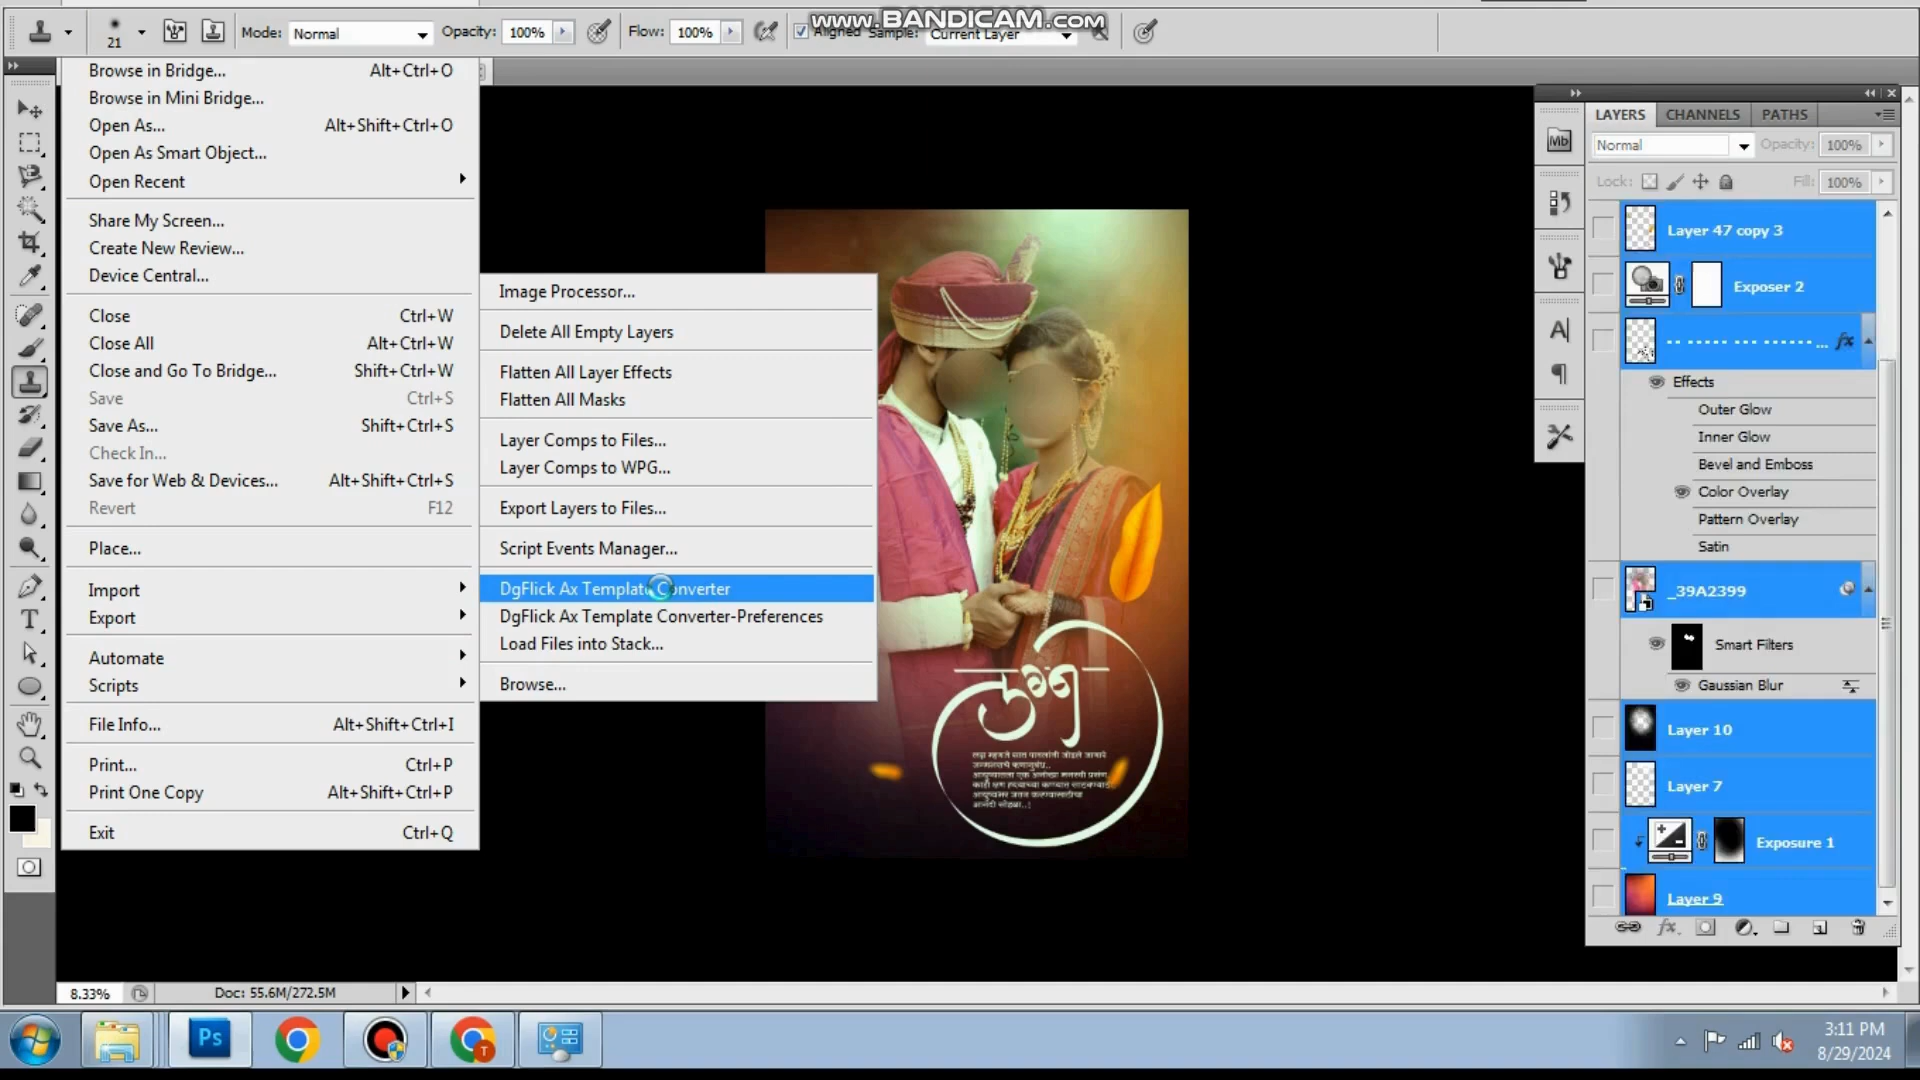 www.BANDICAM.com
21
Mode: Normal
Opacity: 100%
Flow: 100%
Aligned Sample: Current Layer
Browse in Bridge... Alt+Ctrl+O
Browse in Mini Bridge...
Open As... Alt+Shift+Ctrl+O
Open As Smart Object...
Open Recent
Share My Screen...
Create New Review...
Device Central...
Close Ctrl+W
Close All Alt+Ctrl+W
Close and Go To Bridge... Shift+Ctrl+W
Save Ctrl+S
Save As... Shift+Ctrl+S
Check In...
Save for Web & Devices... Alt+Shift+Ctrl+S
Revert F12
Place...
Import
Export
Automate
Scripts
File Info... Alt+Shift+Ctrl+I
Print... Ctrl+P
Print One Copy Alt+Shift+Ctrl+P
Exit Ctrl+Q
Image Processor...
Delete All Empty Layers
Flatten All Layer Effects
Flatten All Masks
Layer Comps to Files...
Layer Comps to WPG...
Export Layers to Files...
Script Events Manager...
DgFlick Ax Template Converter
DgFlick Ax Template Converter-Preferences
Load Files into Stack...
Browse...
लग्न
Mb
LAYERS CHANNELS PATHS
Normal Opacity: 100%
Lock: Fill: 100%
Layer 47 copy 3
Exposer 2
-- ----- --- ------ ... fx
Effects
Outer Glow
Inner Glow
Bevel and Emboss
Color Overlay
Pattern Overlay
Satin
_39A2399
Smart Filters
Gaussian Blur
Layer 10
Layer 7
Exposure 1
Layer 9
8.33% Doc: 55.6M/272.5M
Ps
T
3:11 PM
8/29/2024